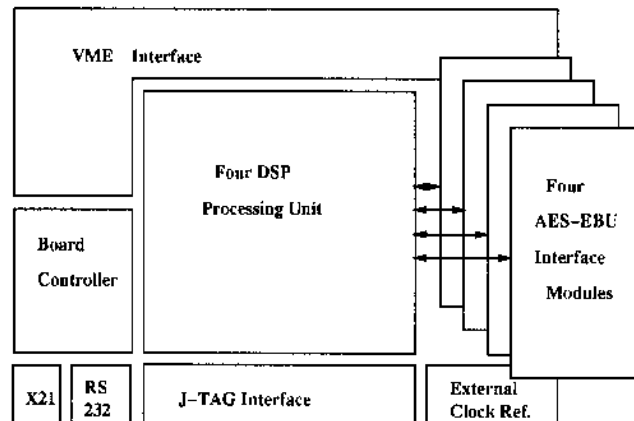 VME Interface
Four DSP
Processing Unit
Four
AES-EBU
Interface
Modules
Board
Controller
X21
RS
232
J-TAG Interface
External
Clock Ref.